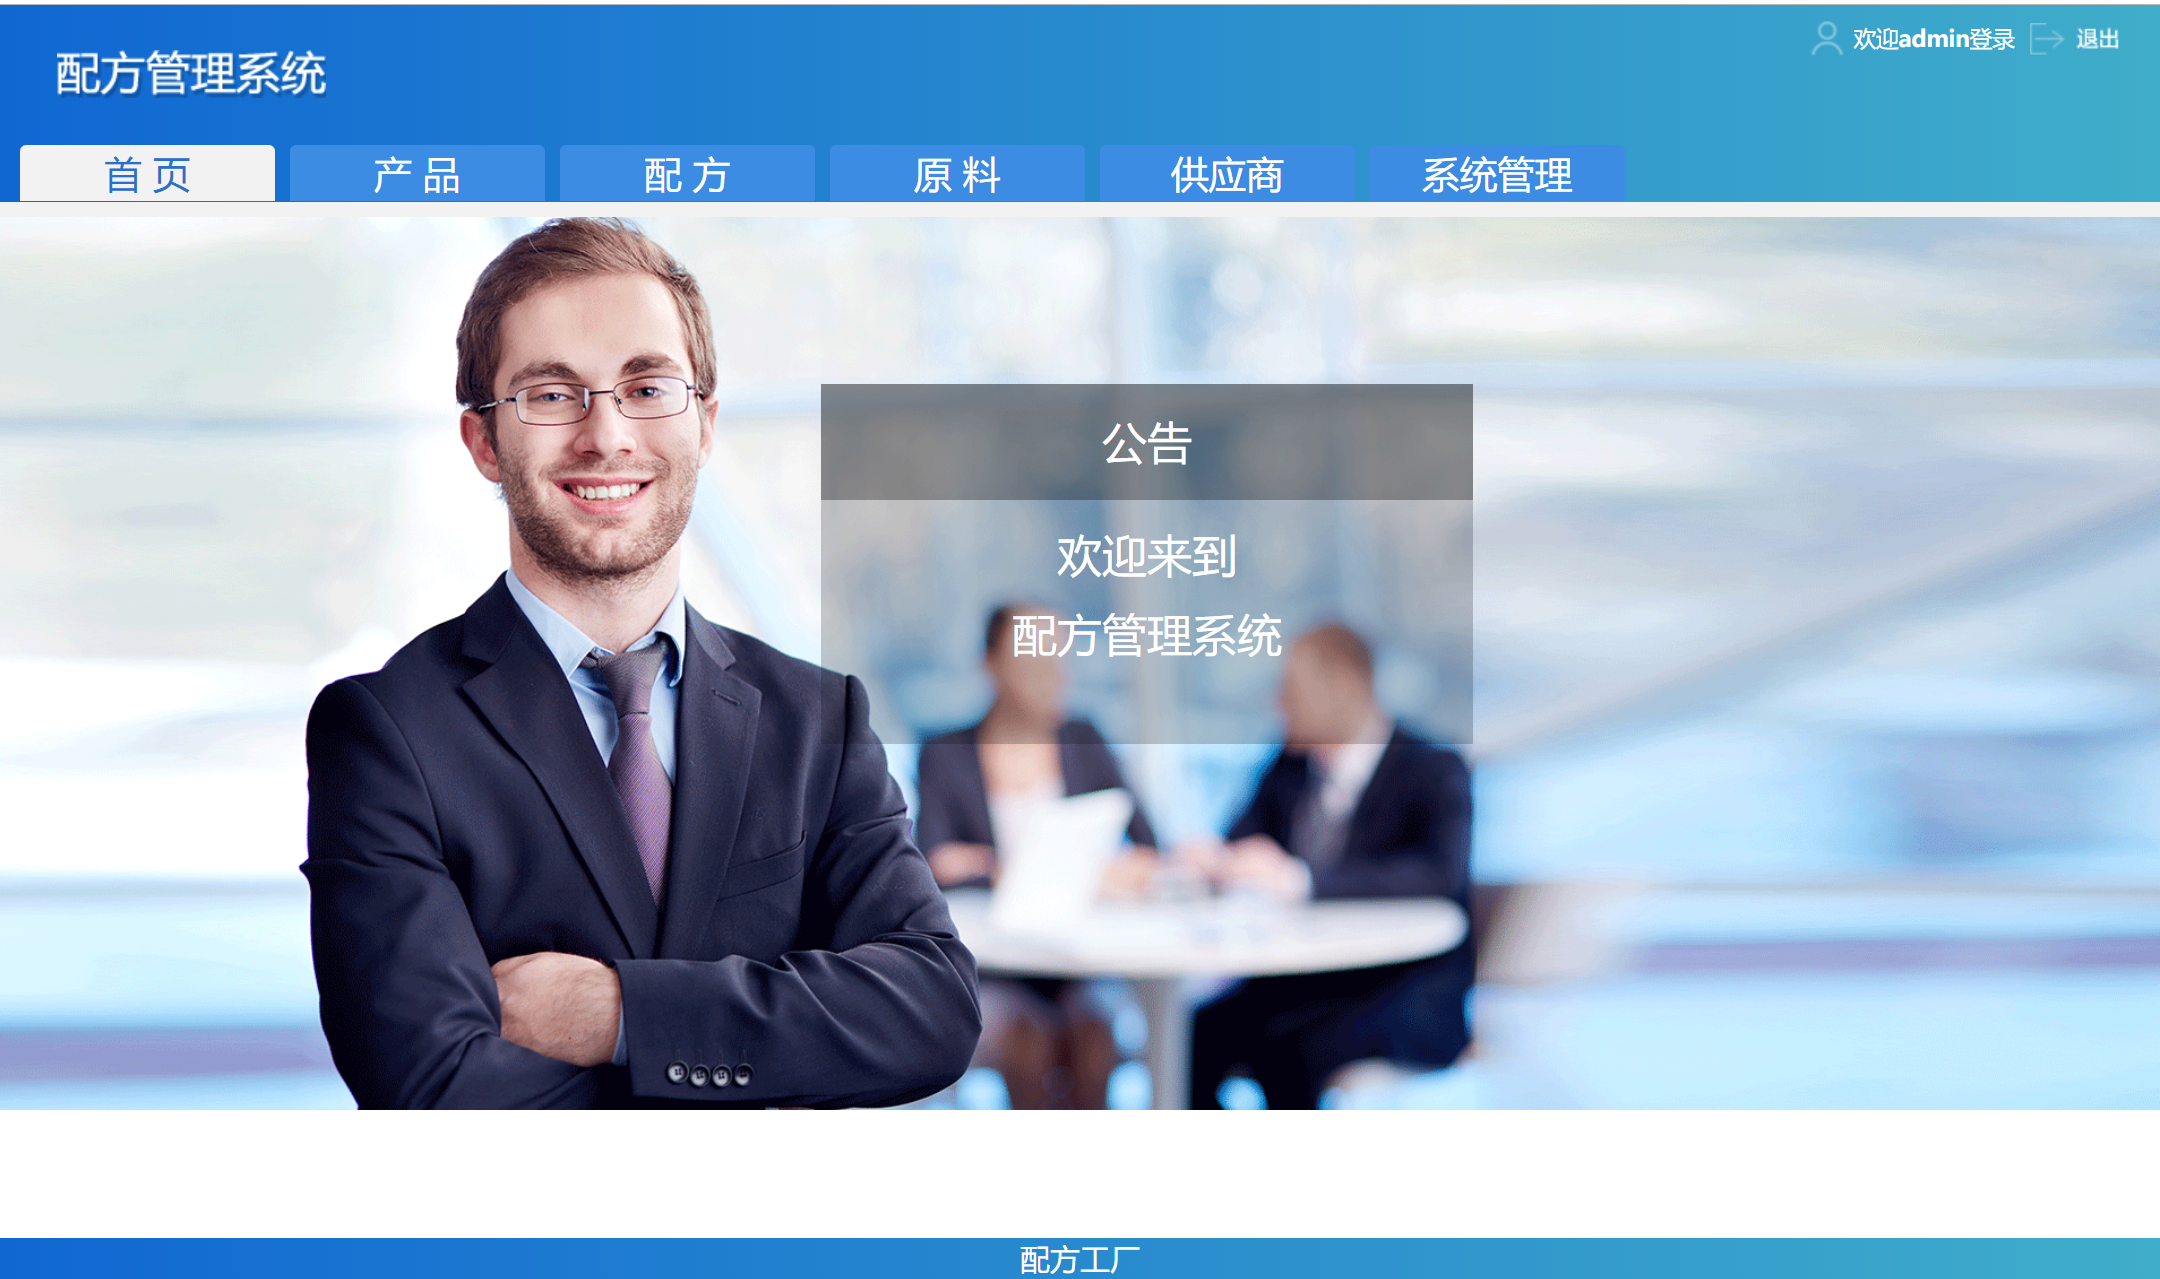 欢迎admin登录 退出
配方管理系统
首 页 产 品 配 方 原 料 供应商 系统管理
公告
欢迎来到
配方管理系统
配方工厂